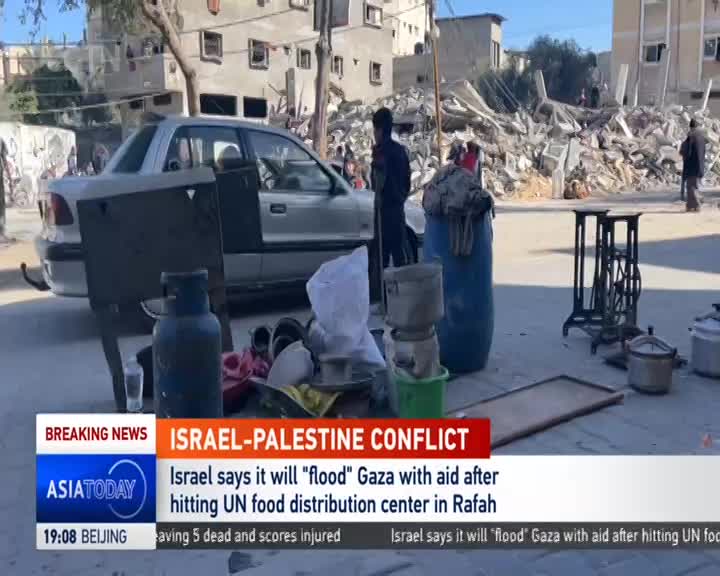 BREAKING NEWS
ISRAEL-PALESTINE CONFLICT
ASIATODAY
Israel says it will "flood" Gaza with aid after
hitting UN food distribution center in Rafah
19:08 BEIJING
eaving 5 dead and scores injured Israel says it will "flood" Gaza with aid after hitting UN foo